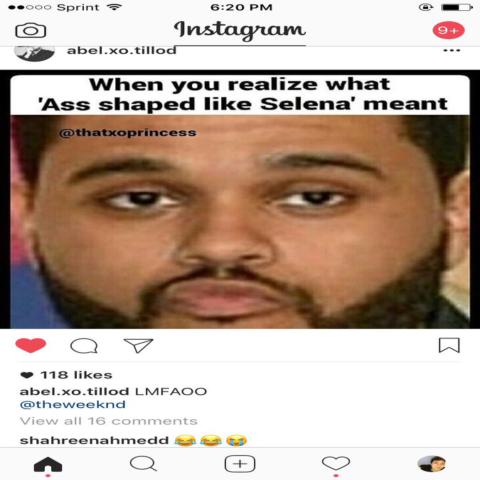 Sprint 6:20 PM
Instagram
9+
abel.xo.tillod
When you realize what
'Ass shaped like Selena' meant
@thatxoprincess
118 likes
abel.xo.tillod LMFAOO
@theweeknd
View all 16 comments
shahreenahmedd 😂😂😭